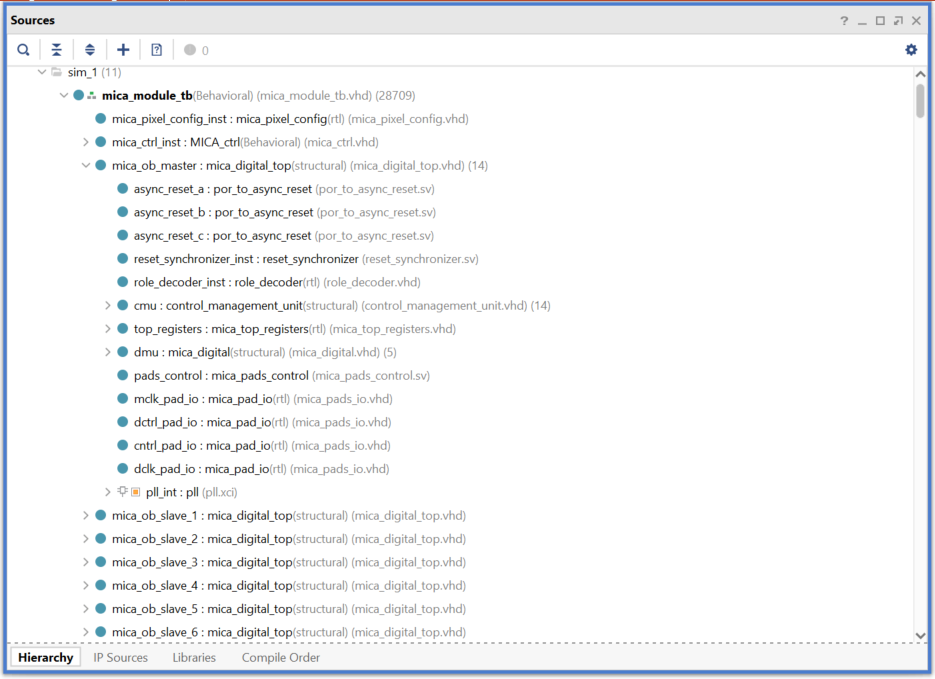 Sources
0
sim_1 (11)
mica_module_tb(Behavioral) (mica_module_tb.vhd) (28709)
mica_pixel_config_inst : mica_pixel_config(rtl) (mica_pixel_config.vhd)
mica_ctrl_inst : MICA_ctrl(Behavioral) (mica_ctrl.vhd)
mica_ob_master : mica_digital_top(structural) (mica_digital_top.vhd) (14)
async_reset_a : por_to_async_reset (por_to_async_reset.sv)
async_reset_b : por_to_async_reset (por_to_async_reset.sv)
async_reset_c : por_to_async_reset (por_to_async_reset.sv)
reset_synchronizer_inst : reset_synchronizer (reset_synchronizer.sv)
role_decoder_inst : role_decoder(rtl) (role_decoder.vhd)
cmu : control_management_unit(structural) (control_management_unit.vhd) (14)
top_registers : mica_top_registers(rtl) (mica_top_registers.vhd)
dmu : mica_digital(structural) (mica_digital.vhd) (5)
pads_control : mica_pads_control (mica_pads_control.sv)
mclk_pad_io : mica_pad_io(rtl) (mica_pads_io.vhd)
dctrl_pad_io : mica_pad_io(rtl) (mica_pads_io.vhd)
cntrl_pad_io : mica_pad_io(rtl) (mica_pads_io.vhd)
dclk_pad_io : mica_pad_io(rtl) (mica_pads_io.vhd)
pll_int : pll (pll.xci)
mica_ob_slave_1 : mica_digital_top(structural) (mica_digital_top.vhd)
mica_ob_slave_2 : mica_digital_top(structural) (mica_digital_top.vhd)
mica_ob_slave_3 : mica_digital_top(structural) (mica_digital_top.vhd)
mica_ob_slave_4 : mica_digital_top(structural) (mica_digital_top.vhd)
mica_ob_slave_5 : mica_digital_top(structural) (mica_digital_top.vhd)
mica_ob_slave_6 : mica_digital_top(structural) (mica_digital_top.vhd)
Hierarchy IP Sources Libraries Compile Order